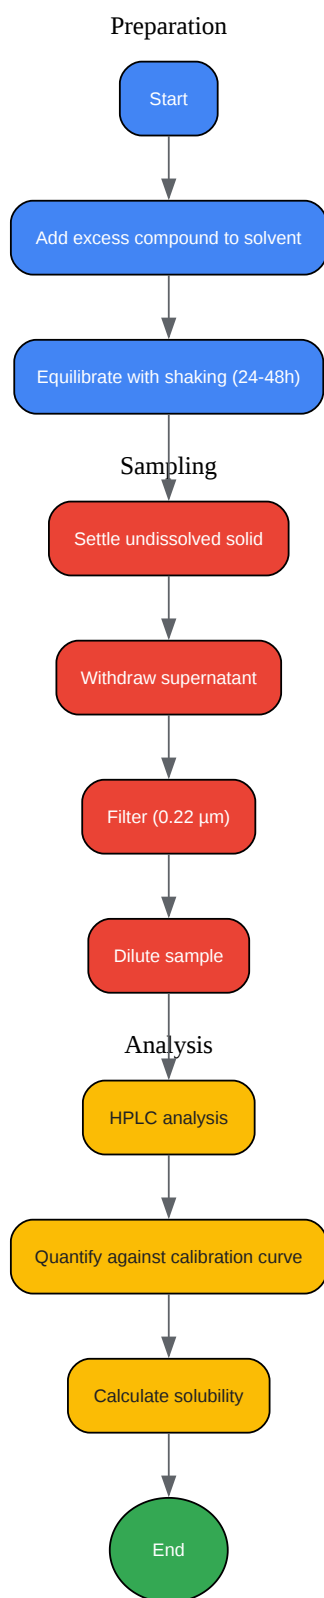 Preparation
Start
Add excess compound to solvent
Equilibrate with shaking (24-48h)
Sampling
Settle undissolved solid
Withdraw supernatant
Filter (0.22 µm)
Dilute sample
Analysis
HPLC analysis
Quantify against calibration curve
Calculate solubility
End